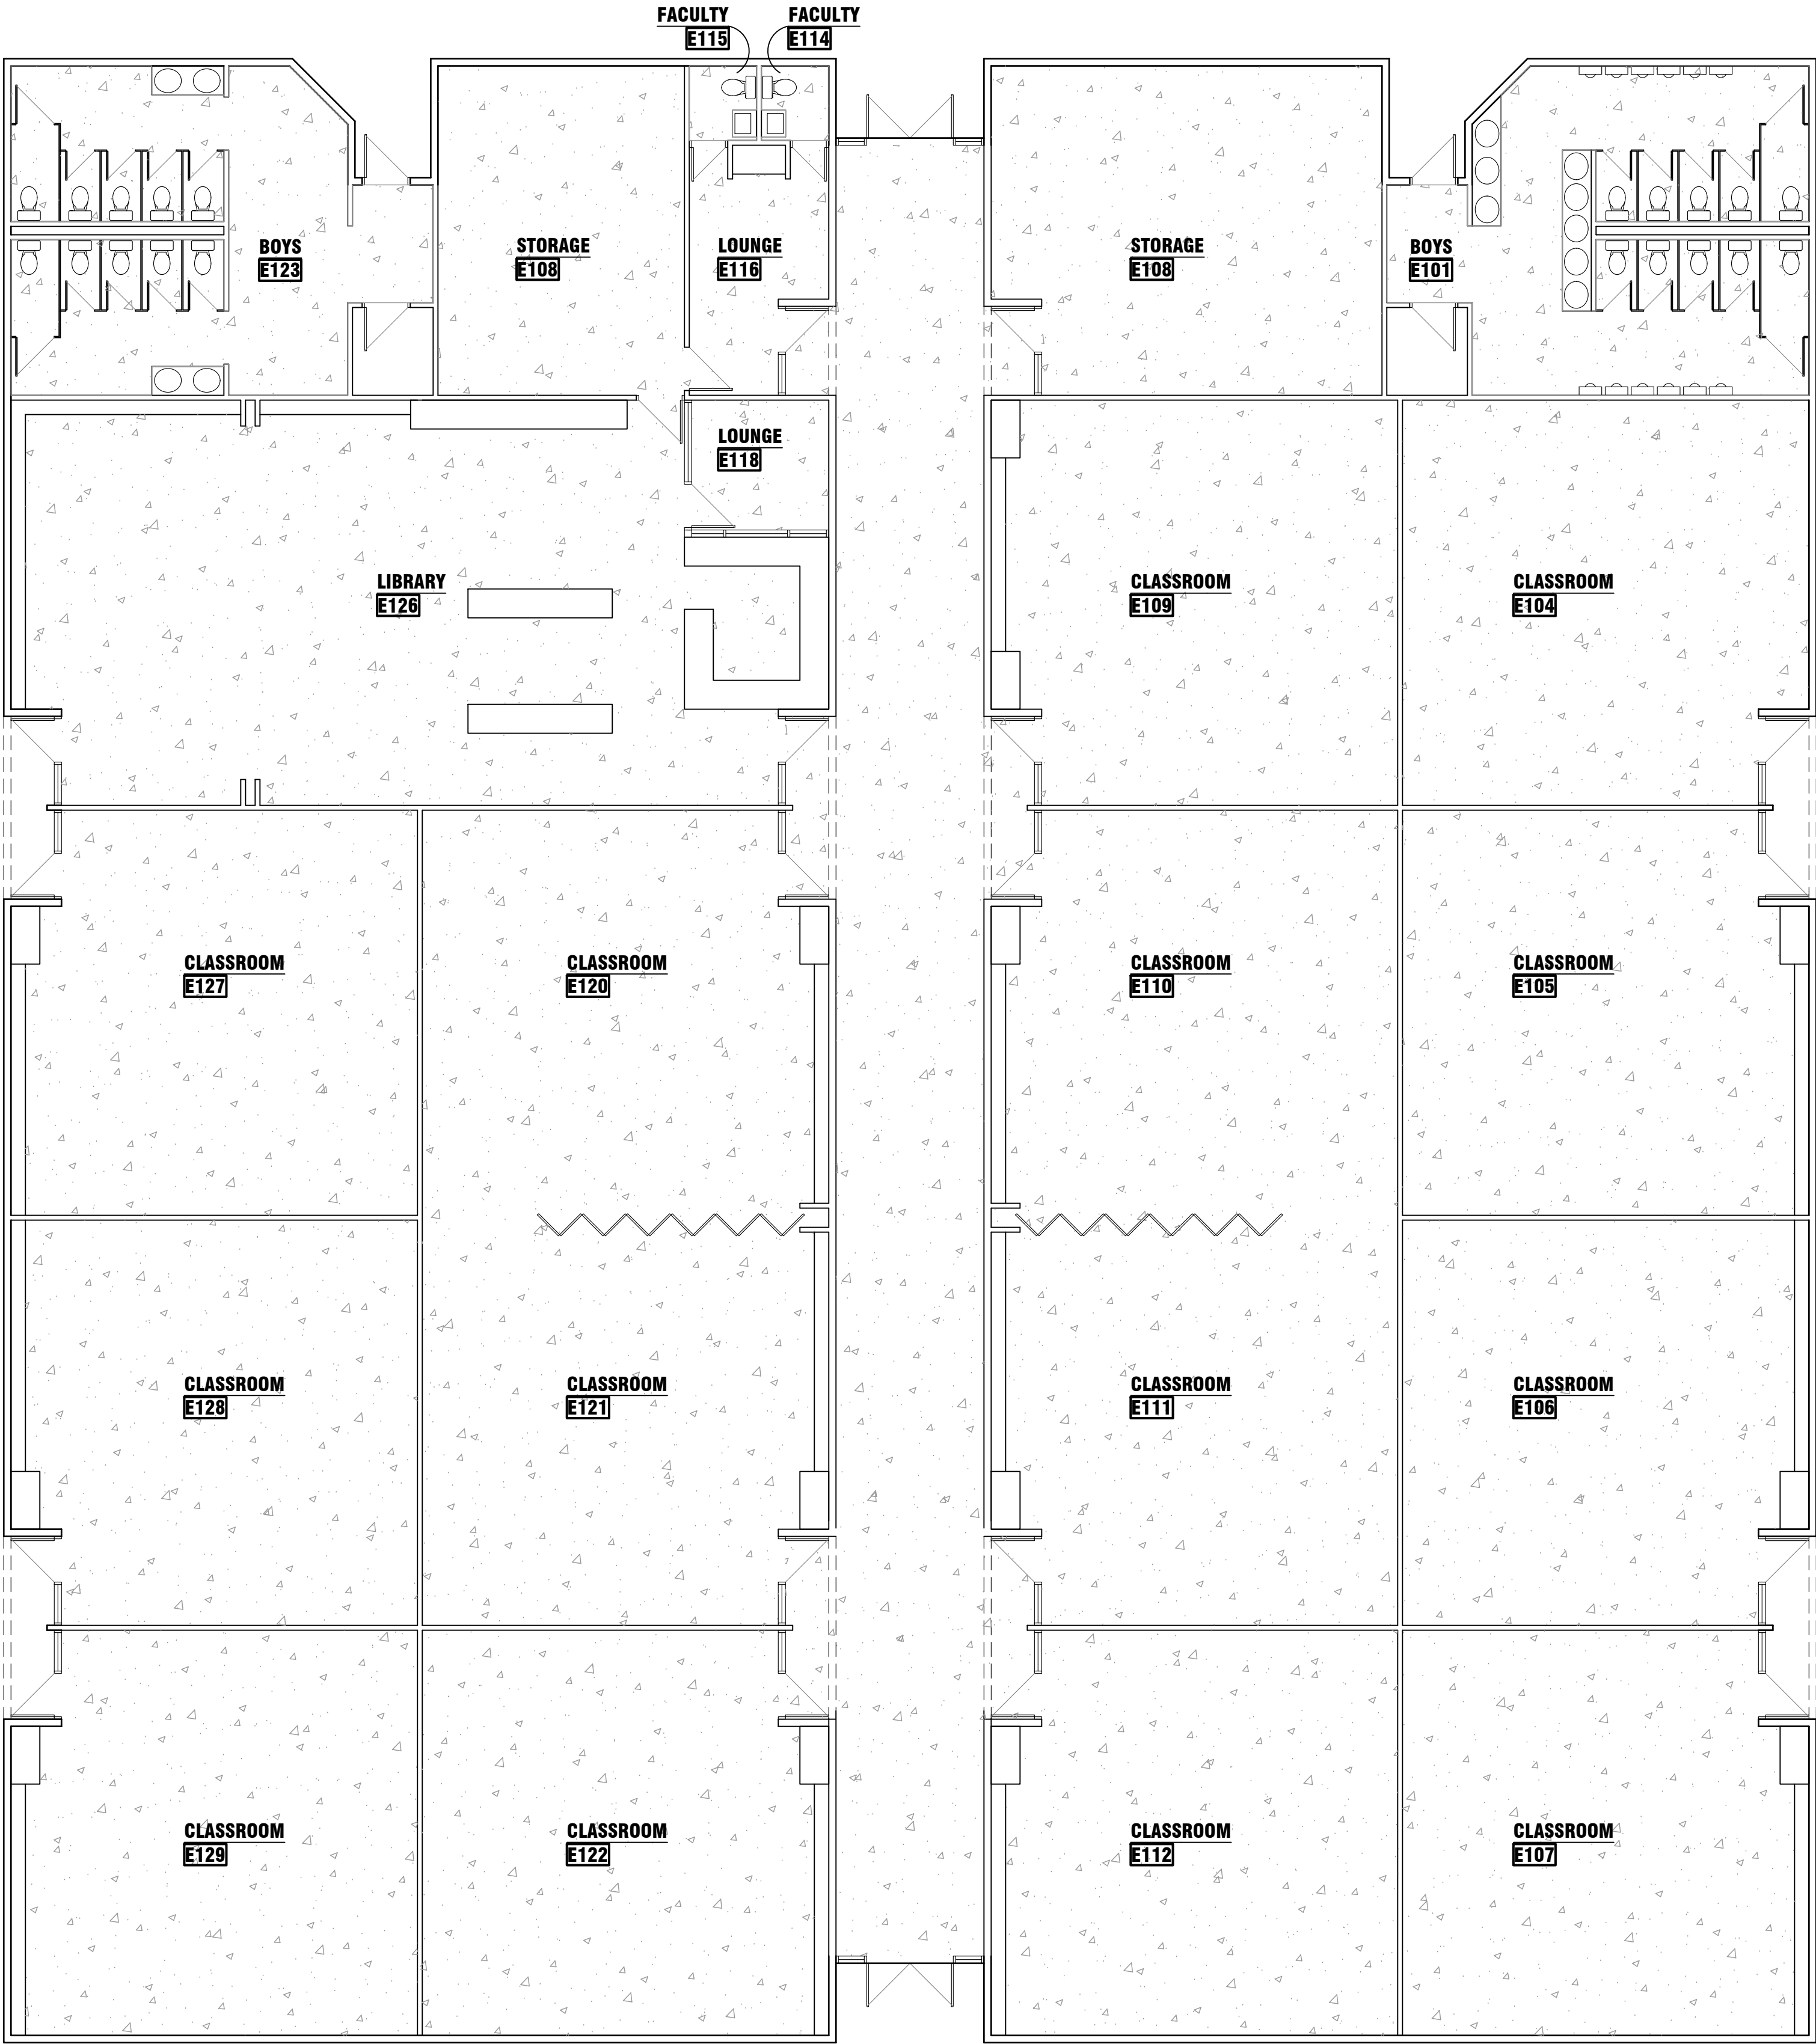 FACULTY
E115
FACULTY
E114
BOYS
E123
STORAGE
E108
LOUNGE
E116
STORAGE
E108
BOYS
E101
LOUNGE
E118
LIBRARY
E126
CLASSROOM
E109
CLASSROOM
E104
CLASSROOM
E127
CLASSROOM
E120
CLASSROOM
E110
CLASSROOM
E105
CLASSROOM
E128
CLASSROOM
E121
CLASSROOM
E111
CLASSROOM
E106
CLASSROOM
E129
CLASSROOM
E122
CLASSROOM
E112
CLASSROOM
E107